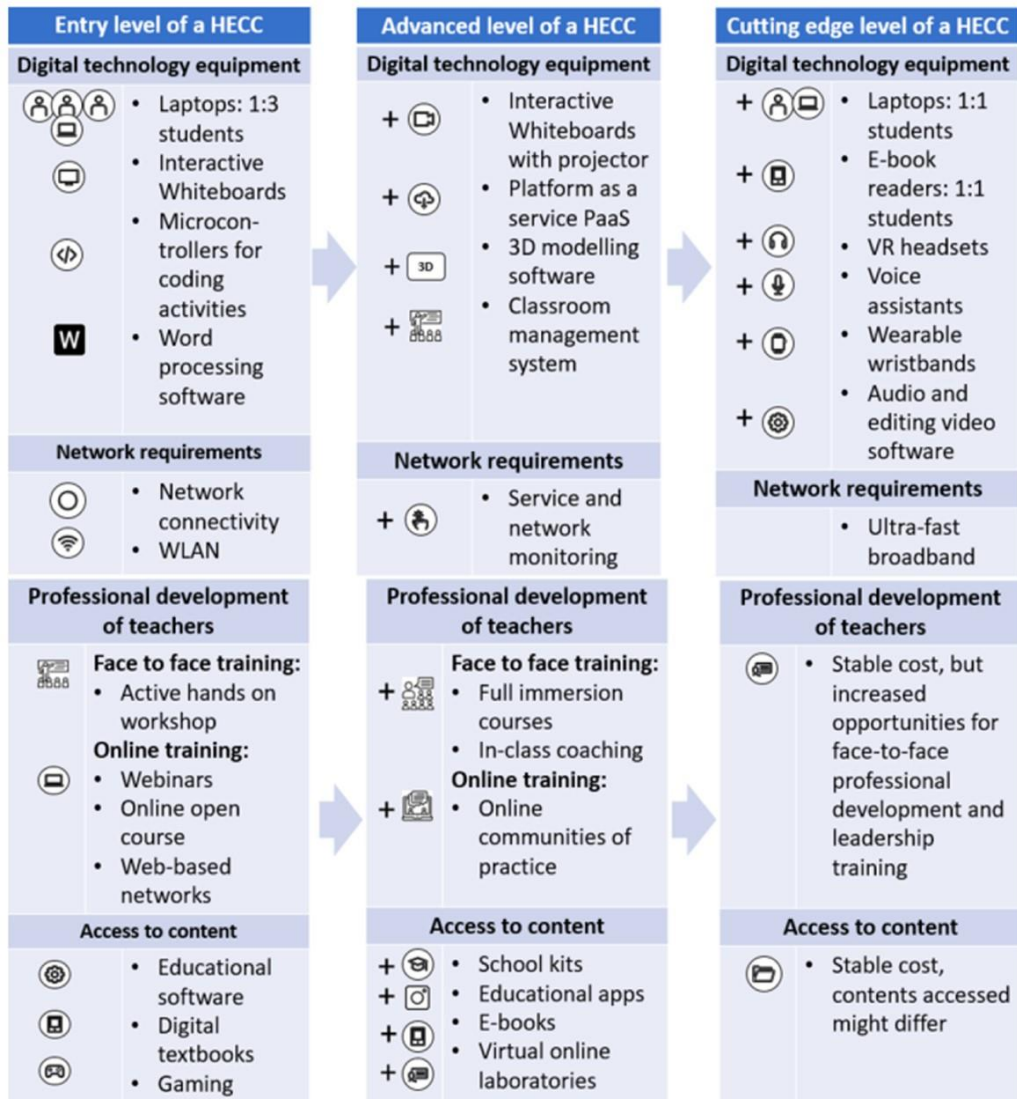 Entry level of a HECC
Digital technology equipment
• Laptops: 1:3
students
• Interactive
Whiteboards
• Microcon-
trollers for
coding
activities
</>
• Word
processing
software
W
Network requirements
• Network
connectivity
• WLAN
Professional development
of teachers
Face to face training:
• Active hands on
workshop
Online training:
• Webinars
• Online open
course
• Web-based
networks
Access to content
• Educational
software
• Digital
textbooks
• Gaming
Advanced level of a HECC
Digital technology equipment
+ • Interactive
Whiteboards
with projector
+ • Platform as a
service PaaS
+ 3D • 3D modelling
software
+ • Classroom
management
system
Network requirements
+ • Service and
network
monitoring
Professional development
of teachers
Face to face training:
+ • Full immersion
courses
• In-class coaching
Online training:
+ • Online
communities of
practice
Access to content
+ • School kits
+ • Educational apps
+ • E-books
+ • Virtual online
laboratories
Cutting edge level of a HECC
Digital technology equipment
+ • Laptops: 1:1
students
+ • E-book
readers: 1:1
students
+ • VR headsets
+ • Voice
assistants
+ • Wearable
wristbands
+ • Audio and
editing video
software
Network requirements
• Ultra-fast
broadband
Professional development
of teachers
• Stable cost, but
increased
opportunities for
face-to-face
professional
development and
leadership
training
Access to content
• Stable cost,
contents accessed
might differ